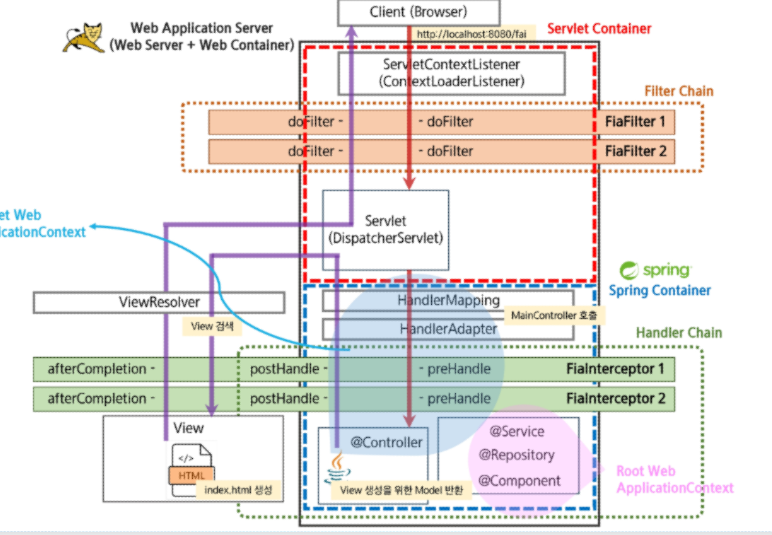 Client (Browser)
Web Application Server
(Web Server + Web Container)
http://localhost:8080/fai
Servlet Container
ServletContextListener
(ContextLoaderListener)
Filter Chain
doFilter -
- doFilter
FiaFilter 1
doFilter -
- doFilter
FiaFilter 2
et Web
licationContext
Servlet
(DispatcherServlet)
spring
Spring Container
ViewResolver
HandlerMapping
MainController 호출
View 검색
HandlerAdapter
Handler Chain
afterCompletion -
postHandle -
- preHandle
FiaInterceptor 1
afterCompletion -
postHandle -
- preHandle
FiaInterceptor 2
View
</>
HTML
index.html 생성
@Controller
View 생성을 위한 Model 반환
@Service
@Repository
@Component
Root Web
ApplicationContext